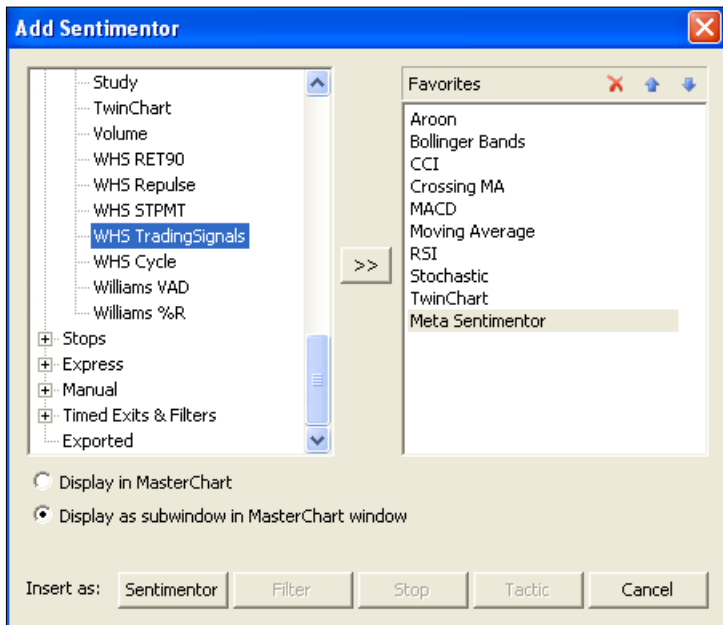 Add Sentimentor
Study
TwinChart
Volume
WHS RET90
WHS Repulse
WHS STPMT
WHS TradingSignals
WHS Cycle
Williams VAD
Williams %R
Stops
Express
Manual
Timed Exits & Filters
Exported
>>
Favorites
Aroon
Bollinger Bands
CCI
Crossing MA
MACD
Moving Average
RSI
Stochastic
TwinChart
Meta Sentimentor
Display in MasterChart
Display as subwindow in MasterChart window
Insert as: Sentimentor Filter Stop Tactic Cancel